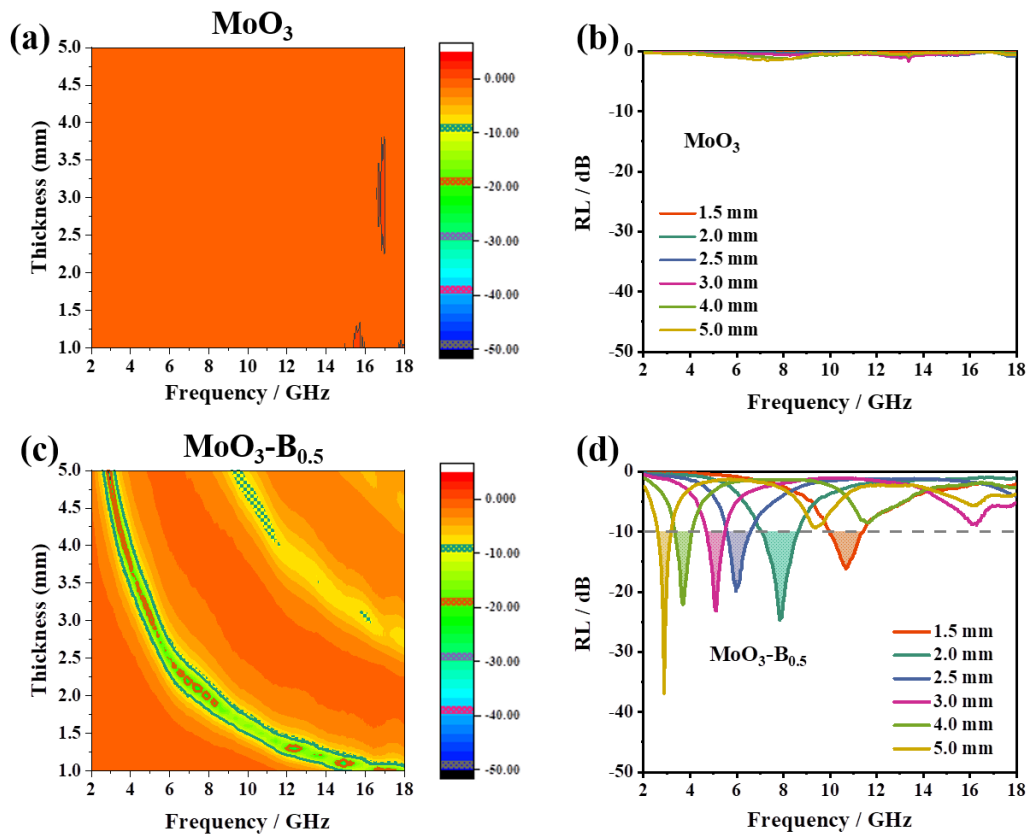 (a)
MoO₃
Thickness (mm)
5.0
4.5
4.0
3.5
3.0
2.5
2.0
1.5
1.0
2 4 6 8 10 12 14 16 18
Frequency / GHz
0.000
-10.00
-20.00
-30.00
-40.00
-50.00
(b)
RL / dB
0
-10
-20
-30
-40
-50
MoO₃
1.5 mm
2.0 mm
2.5 mm
3.0 mm
4.0 mm
5.0 mm
2 4 6 8 10 12 14 16 18
Frequency / GHz
(c)
MoO₃-B₀.₅
Thickness (mm)
5.0
4.5
4.0
3.5
3.0
2.5
2.0
1.5
1.0
2 4 6 8 10 12 14 16 18
Frequency / GHz
0.000
-10.00
-20.00
-30.00
-40.00
-50.00
(d)
RL / dB
0
-10
-20
-30
-40
-50
MoO₃-B₀.₅
1.5 mm
2.0 mm
2.5 mm
3.0 mm
4.0 mm
5.0 mm
2 4 6 8 10 12 14 16 18
Frequency / GHz